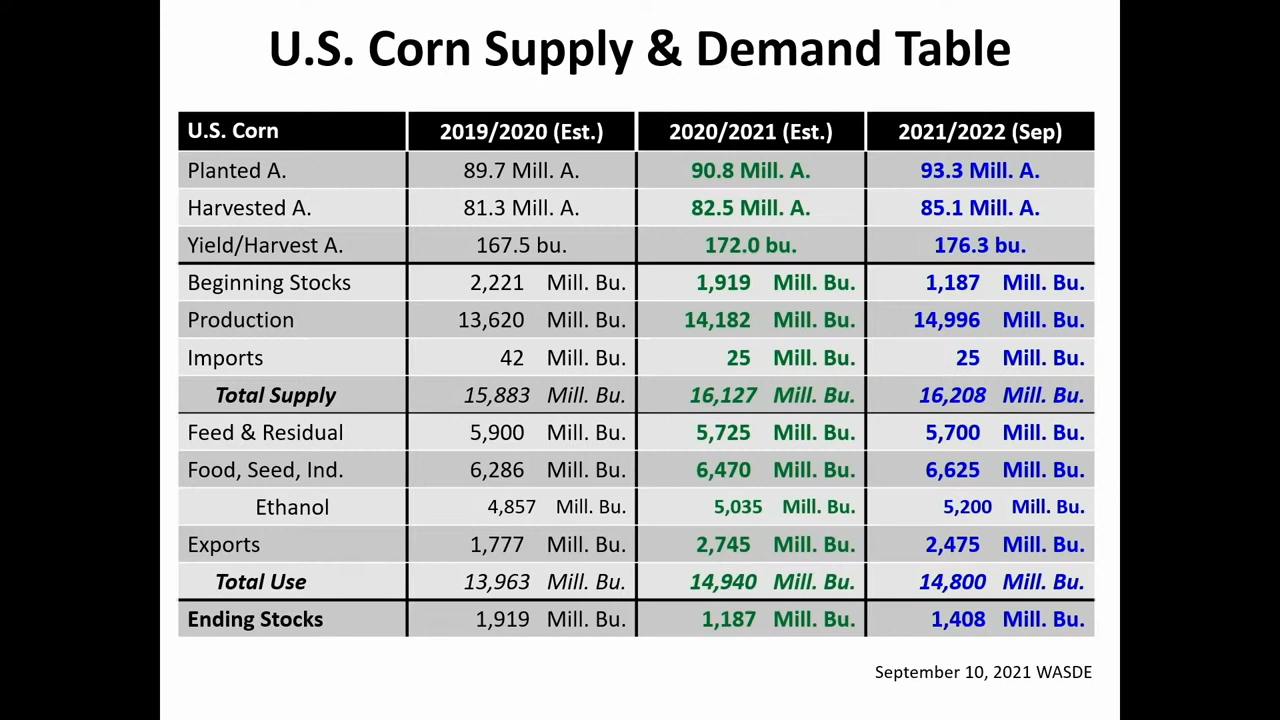 U.S. Corn Supply & Demand Table
U.S. Corn 2019/2020 (Est.) 2020/2021 (Est.) 2021/2022 (Sep)
Planted A. 89.7 Mill. A. 90.8 Mill. A. 93.3 Mill. A.
Harvested A. 81.3 Mill. A. 82.5 Mill. A. 85.1 Mill. A.
Yield/Harvest A. 167.5 bu. 172.0 bu. 176.3 bu.
Beginning Stocks 2,221 Mill. Bu. 1,919 Mill. Bu. 1,187 Mill. Bu.
Production 13,620 Mill. Bu. 14,182 Mill. Bu. 14,996 Mill. Bu.
Imports 42 Mill. Bu. 25 Mill. Bu. 25 Mill. Bu.
Total Supply 15,883 Mill. Bu. 16,127 Mill. Bu. 16,208 Mill. Bu.
Feed & Residual 5,900 Mill. Bu. 5,725 Mill. Bu. 5,700 Mill. Bu.
Food, Seed, Ind. 6,286 Mill. Bu. 6,470 Mill. Bu. 6,625 Mill. Bu.
Ethanol 4,857 Mill. Bu. 5,035 Mill. Bu. 5,200 Mill. Bu.
Exports 1,777 Mill. Bu. 2,745 Mill. Bu. 2,475 Mill. Bu.
Total Use 13,963 Mill. Bu. 14,940 Mill. Bu. 14,800 Mill. Bu.
Ending Stocks 1,919 Mill. Bu. 1,187 Mill. Bu. 1,408 Mill. Bu.
September 10, 2021 WASDE